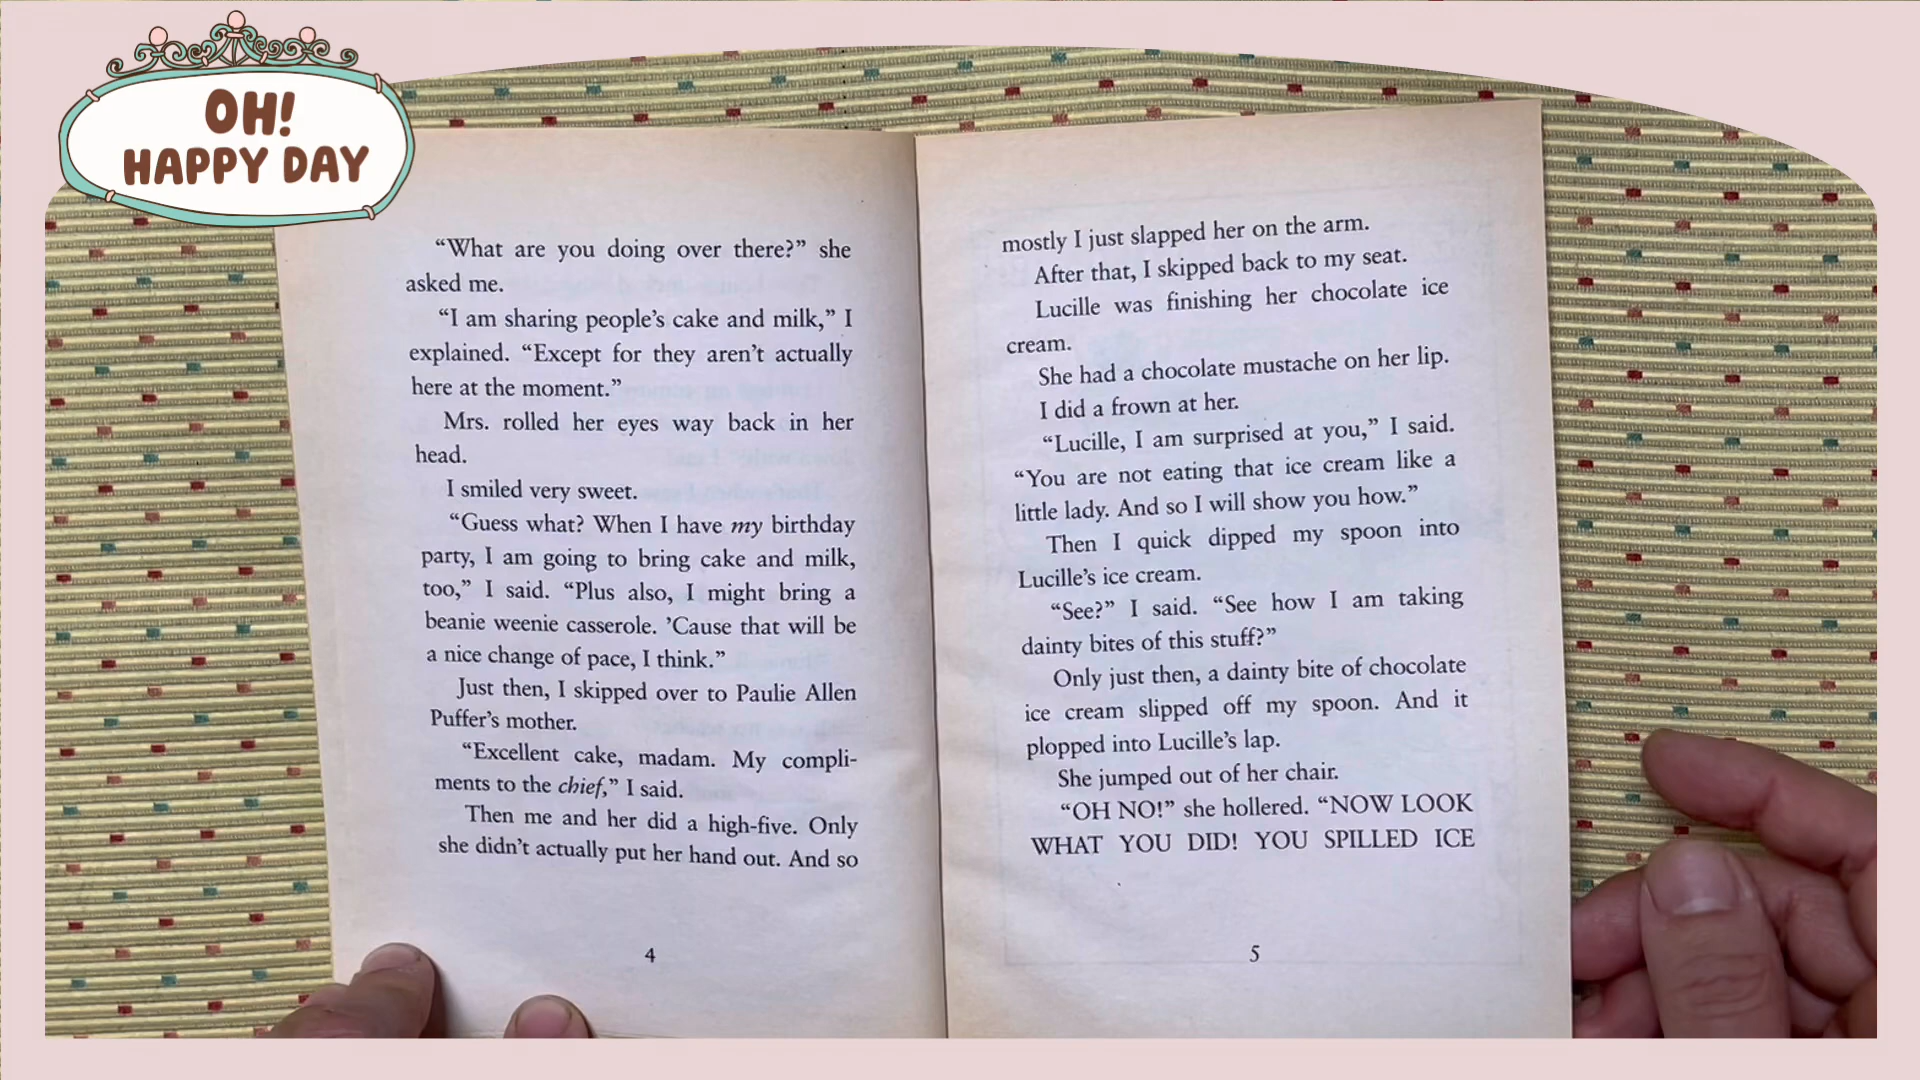 OH!
HAPPY DAY
“What are you doing over there?” she
asked me.
“I am sharing people’s cake and milk,” I
explained. “Except for they aren’t actually
here at the moment.”
Mrs. rolled her eyes way back in her
head.
I smiled very sweet.
“Guess what? When I have my birthday
party, I am going to bring cake and milk,
too,” I said. “Plus also, I might bring a
beanie weenie casserole. ’Cause that will be
a nice change of pace, I think.”
Just then, I skipped over to Paulie Allen
Puffer’s mother.
“Excellent cake, madam. My compli-
ments to the chief,” I said.
Then me and her did a high-five. Only
she didn’t actually put her hand out. And so
4
mostly I just slapped her on the arm.
After that, I skipped back to my seat.
Lucille was finishing her chocolate ice
cream.
She had a chocolate mustache on her lip.
I did a frown at her.
“Lucille, I am surprised at you,” I said.
“You are not eating that ice cream like a
little lady. And so I will show you how.”
Then I quick dipped my spoon into
Lucille’s ice cream.
“See?” I said. “See how I am taking
dainty bites of this stuff?”
Only just then, a dainty bite of chocolate
ice cream slipped off my spoon. And it
plopped into Lucille’s lap.
She jumped out of her chair.
“OH NO!” she hollered. “NOW LOOK
WHAT YOU DID! YOU SPILLED ICE
5